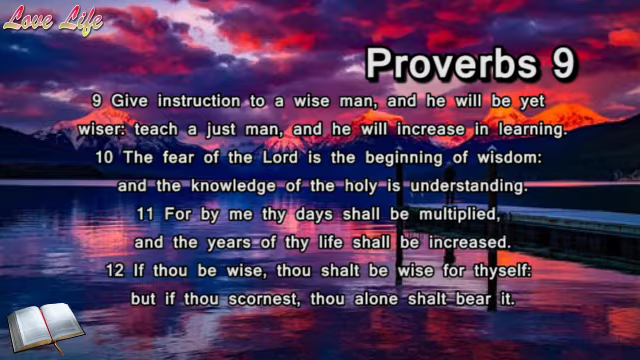 Love Life
Proverbs 9
9 Give instruction to a wise man, and he will be yet
wiser: teach a just man, and he will increase in learning.
10 The fear of the Lord is the beginning of wisdom:
and the knowledge of the holy is understanding.
11 For by me thy days shall be multiplied,
and the years of thy life shall be increased.
12 If thou be wise, thou shalt be wise for thyself:
but if thou scornest, thou alone shalt bear it.